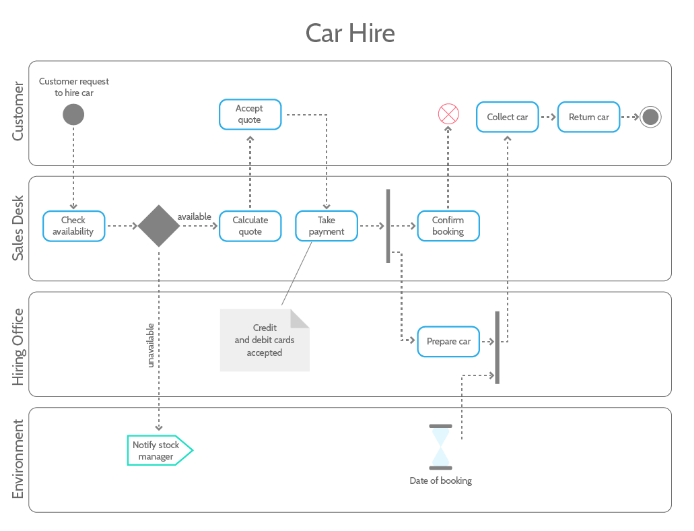 Car Hire
Customer
Customer request
to hire car
Accept
quote
Collect car
Return car
Sales Desk
Check
availability
available
Calculate
quote
Take
payment
Confirm
booking
Hiring Office
unavailable
Credit
and debit cards
accepted
Prepare car
Environment
Notify stock
manager
Date of booking